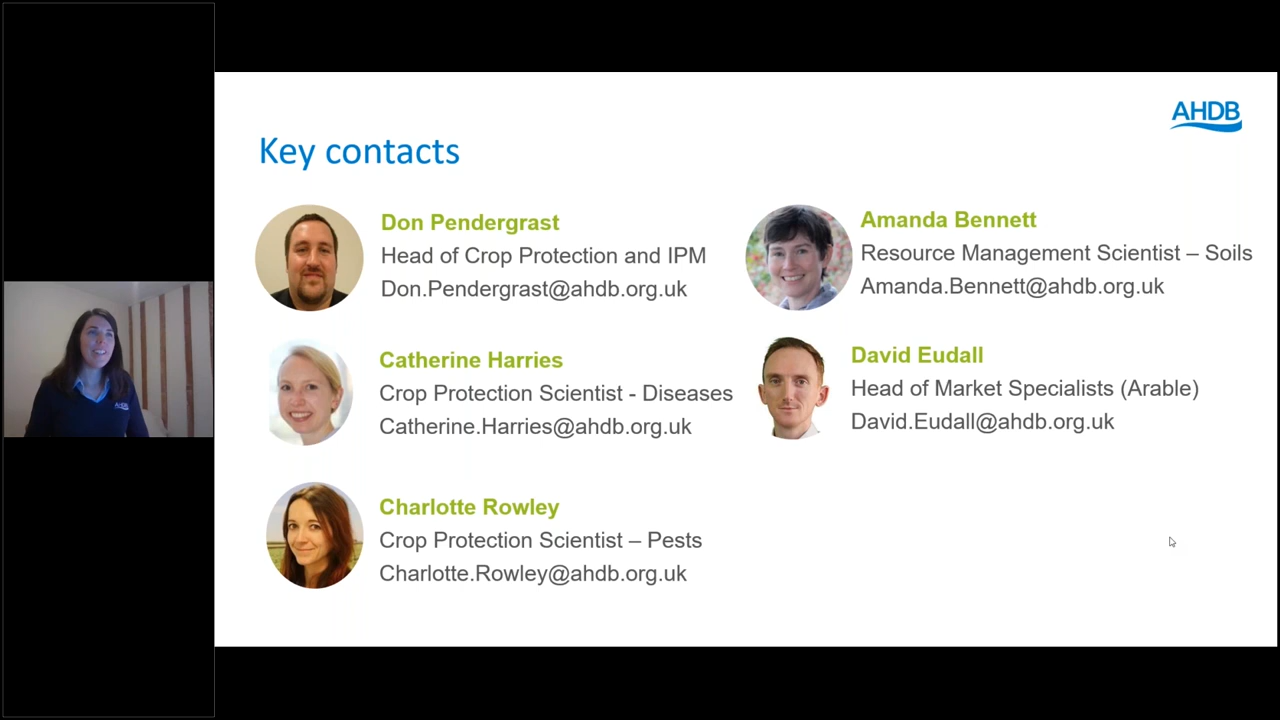 AHDB
Key contacts
Don Pendergrast
Head of Crop Protection and IPM
Don.Pendergrast@ahdb.org.uk
Amanda Bennett
Resource Management Scientist – Soils
Amanda.Bennett@ahdb.org.uk
Catherine Harries
Crop Protection Scientist - Diseases
Catherine.Harries@ahdb.org.uk
David Eudall
Head of Market Specialists (Arable)
David.Eudall@ahdb.org.uk
Charlotte Rowley
Crop Protection Scientist – Pests
Charlotte.Rowley@ahdb.org.uk
AHDB